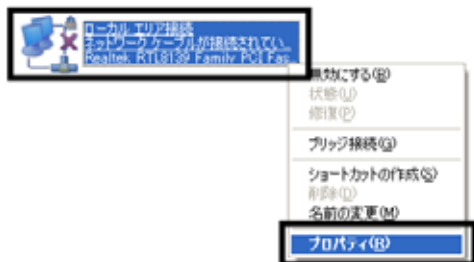 ローカル エリア接続
ネットワーク ケーブルが接続されてい...
Realtek RTL8139 Family PCI Fas...
無効にする(B)
状態(U)
修復(P)
ブリッジ接続(G)
ショートカットの作成(S)
削除(D)
名前の変更(M)
プロパティ(R)